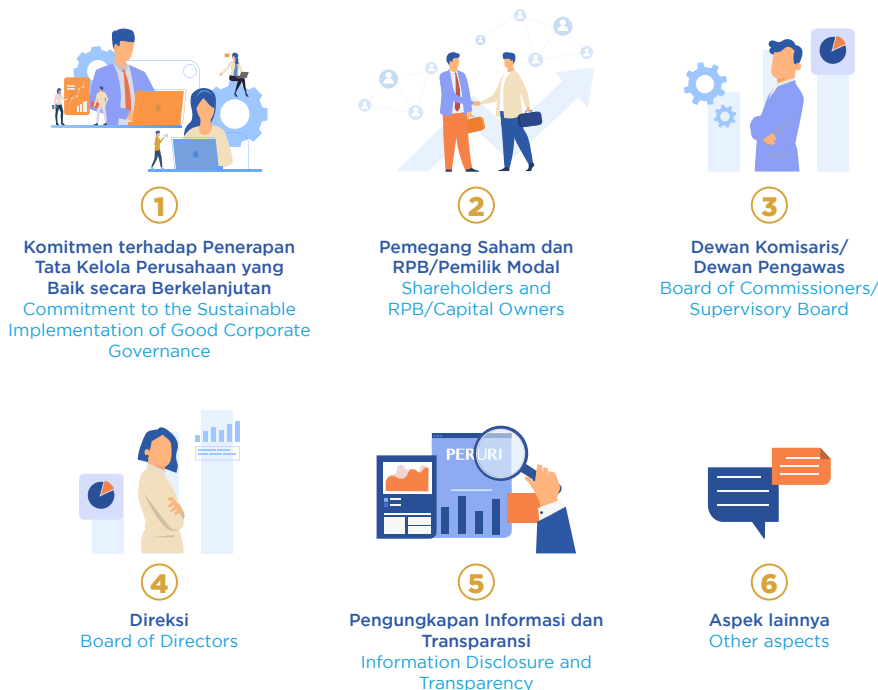 1
Komitmen terhadap Penerapan
Tata Kelola Perusahaan yang
Baik secara Berkelanjutan
Commitment to the Sustainable
Implementation of Good Corporate
Governance
2
Pemegang Saham dan
RPB/Pemilik Modal
Shareholders and
RPB/Capital Owners
3
Dewan Komisaris/
Dewan Pengawas
Board of Commissioners/
Supervisory Board
4
Direksi
Board of Directors
PERURI
5
Pengungkapan Informasi dan
Transparansi
Information Disclosure and
Transparency
6
Aspek lainnya
Other aspects